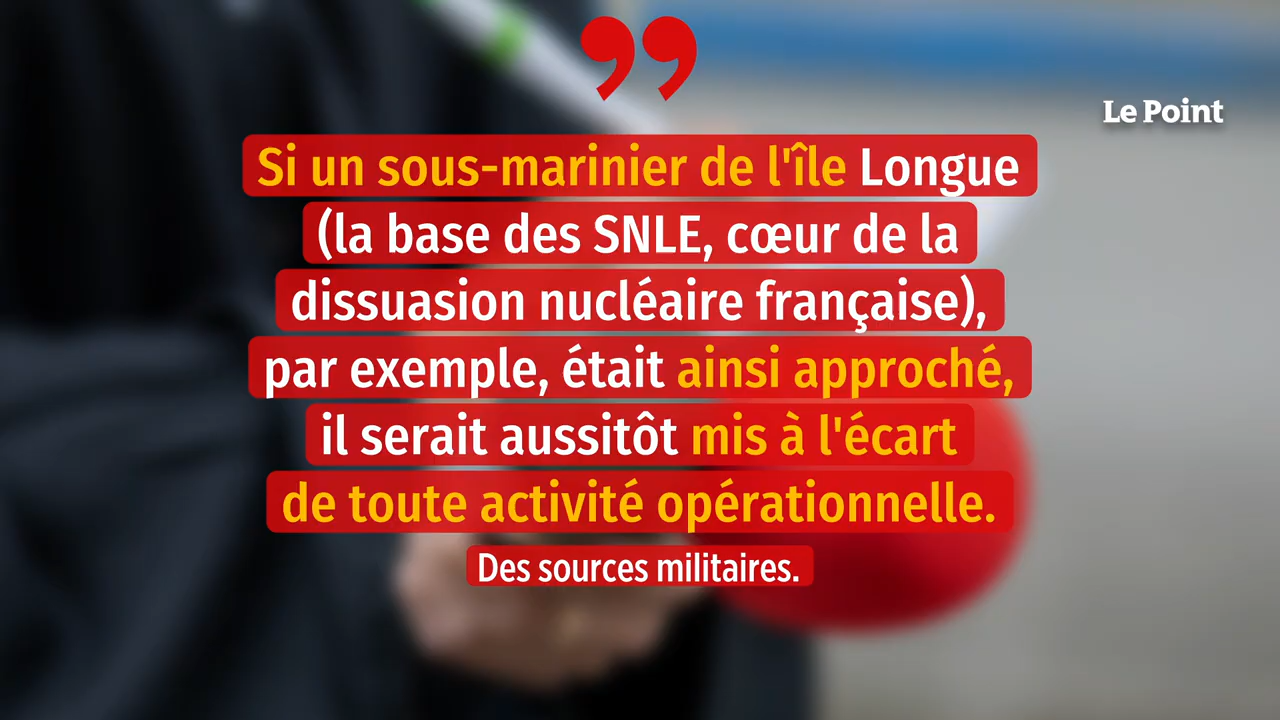 ”
Le Point
Si un sous-marinier de l'île Longue
(la base des SNLE, cœur de la
dissuasion nucléaire française),
par exemple, était ainsi approché,
il serait aussitôt mis à l'écart
de toute activité opérationnelle.
Des sources militaires.